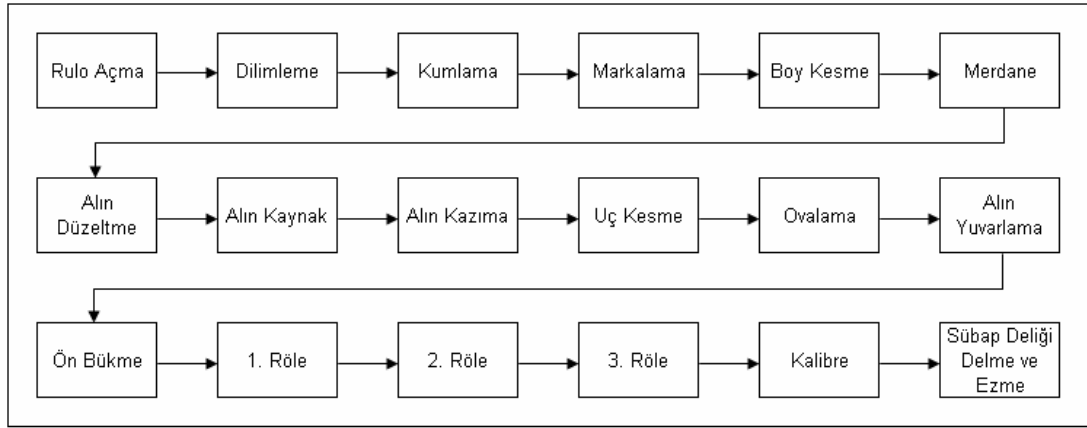 Rulo Açma
Dilimleme
Kumlama
Markalama
Boy Kesme
Merdane
Alın
Düzeltme
Alın Kaynak
Alın Kazıma
Uç Kesme
Ovalama
Alın
Yuvarlama
Ön Bükme
1. Röle
2. Röle
3. Röle
Kalibre
Sübap Deliği
Delme ve
Ezme